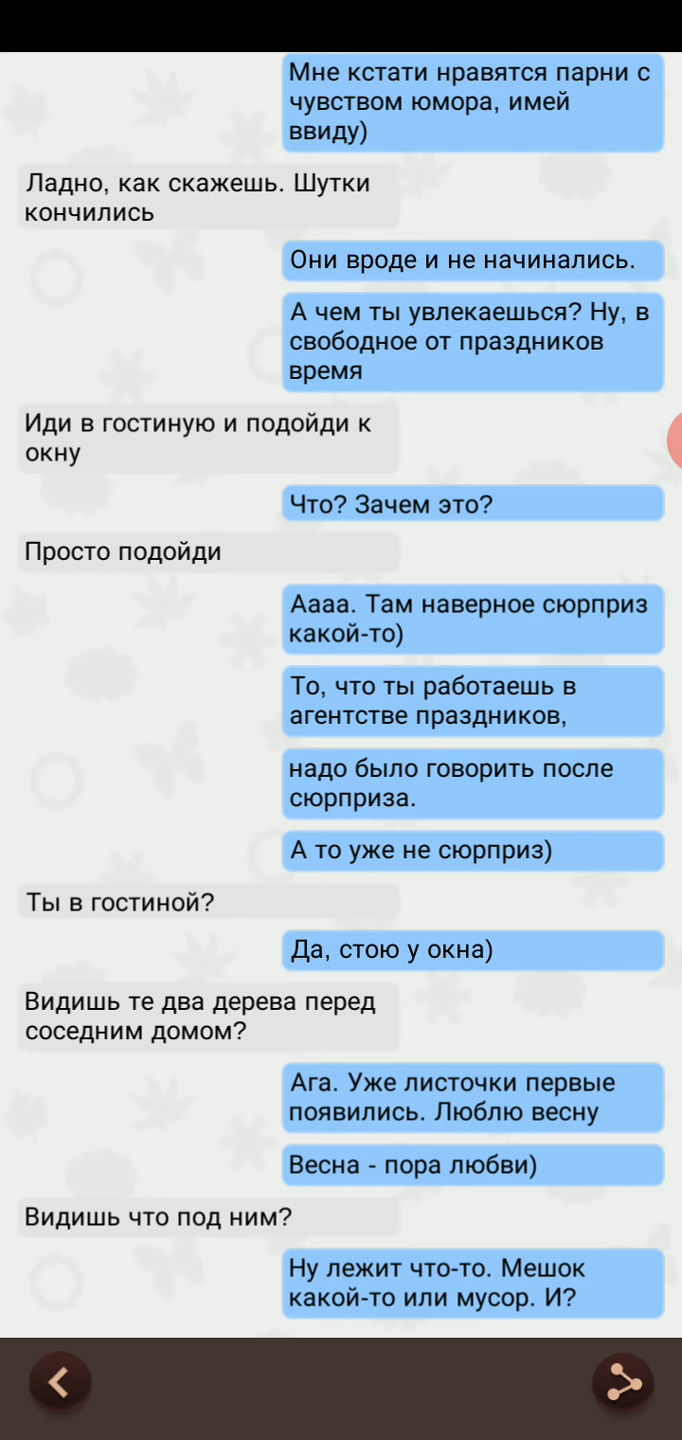 Мне кстати нравятся парни с
чувством юмора, имей
ввиду)
Ладно, как скажешь. Шутки
кончились
Они вроде и не начинались.
А чем ты увлекаешься? Ну, в
свободное от праздников
время
Иди в гостиную и подойди к
окну
Что? Зачем это?
Просто подойди
Аааа. Там наверное сюрприз
какой-то)
То, что ты работаешь в
агентстве праздников,
надо было говорить после
сюрприза.
А то уже не сюрприз)
Ты в гостиной?
Да, стою у окна)
Видишь те два дерева перед
соседним домом?
Ага. Уже листочки первые
появились. Люблю весну
Весна - пора любви)
Видишь что под ним?
Ну лежит что-то. Мешок
какой-то или мусор. И?